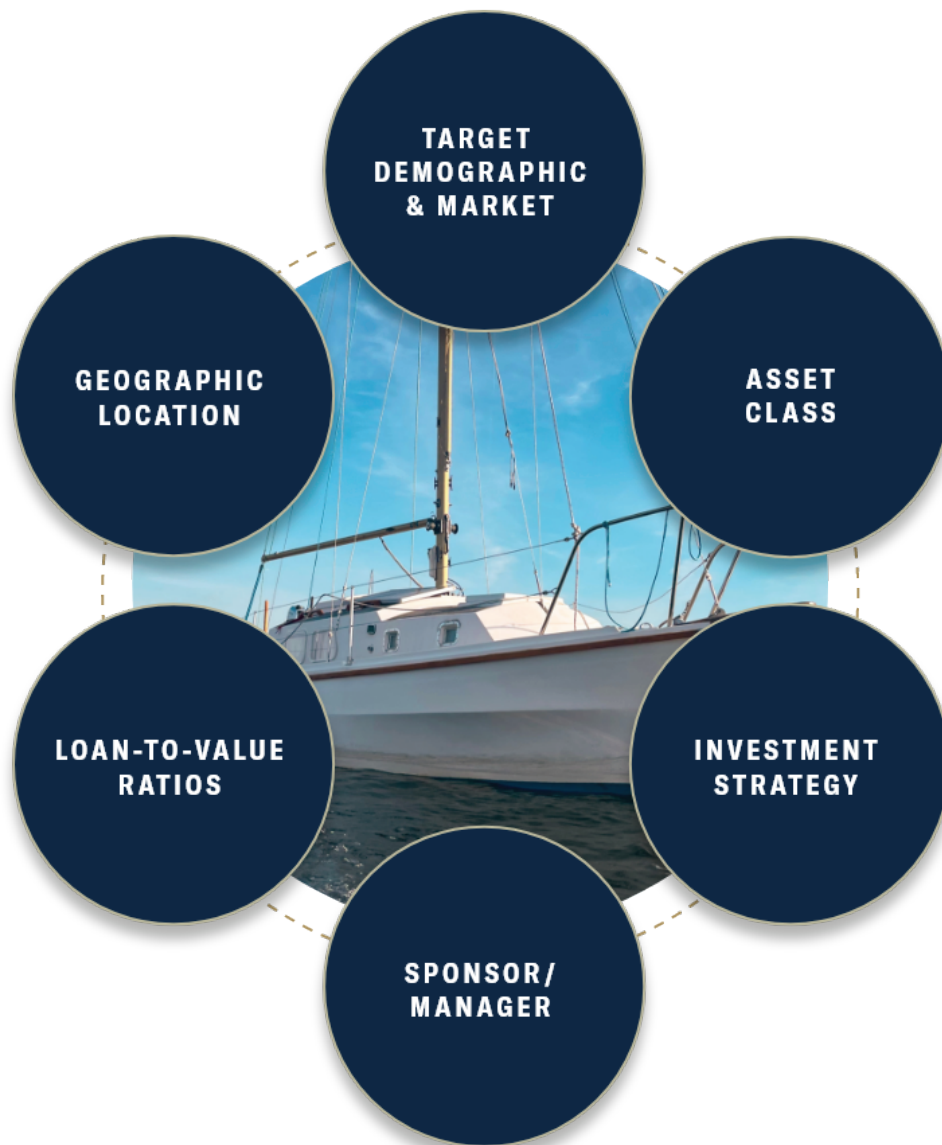 TARGET
DEMOGRAPHIC
& MARKET
GEOGRAPHIC
LOCATION
ASSET
CLASS
LOAN-TO-VALUE
RATIOS
INVESTMENT
STRATEGY
SPONSOR/
MANAGER